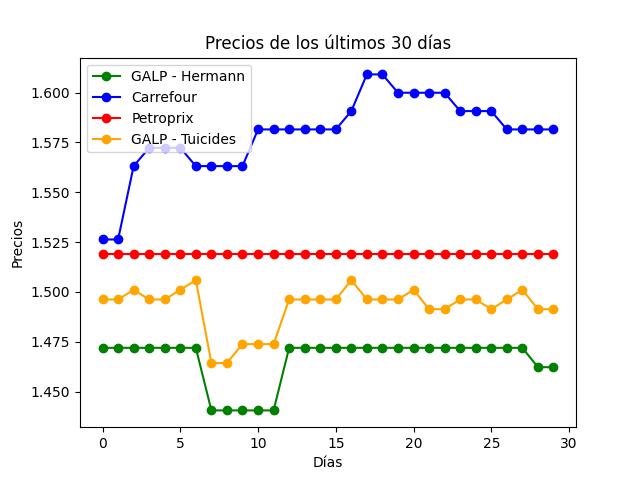 Precios de los últimos 30 días
GALP - Hermann
Carrefour
Petroprix
GALP - Tuicides
1.600
1.575
1.550
1.525
1.500
1.475
1.450
Precios
0 5 10 15 20 25 30
Días